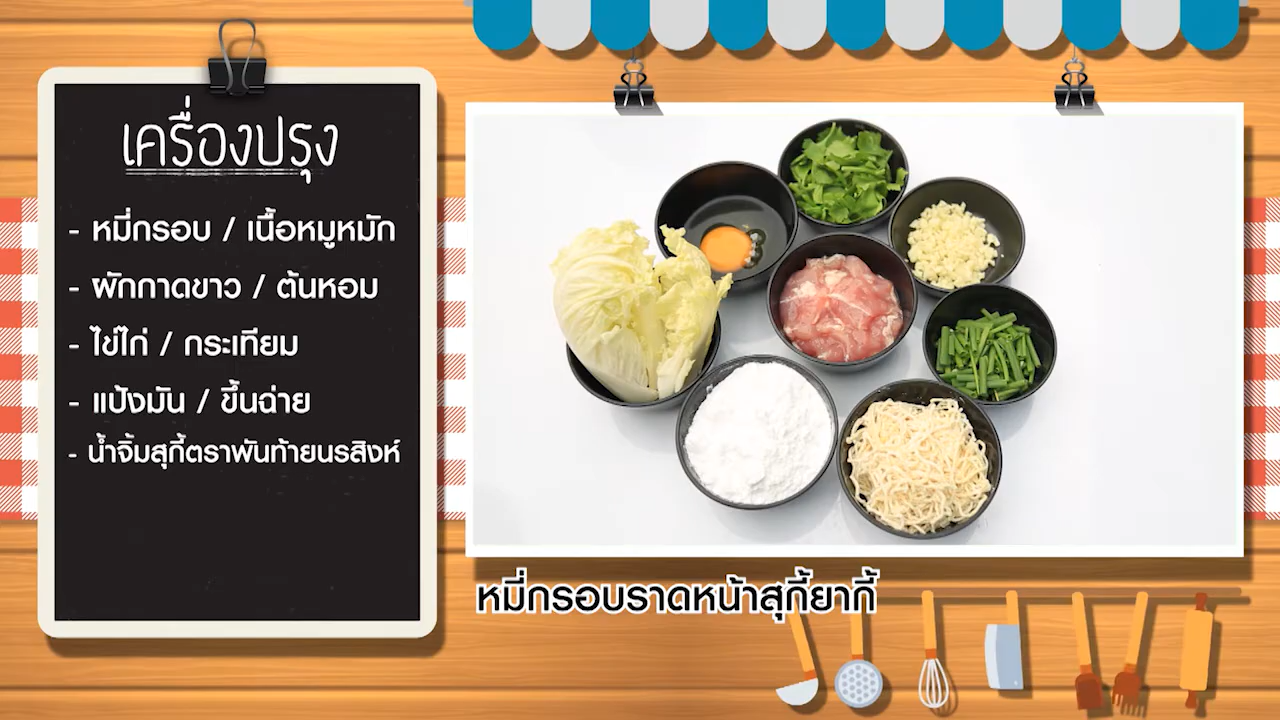 เครื่องปรุง
- หมี่กรอบ / เนื้อหมูหมัก
- ผักกาดขาว / ต้นหอม
- ไข่ไก่ / กระเทียม
- แป้งมัน / ขึ้นฉ่าย
- น้ำจิ้มสุกี้ตราพันท้ายนรสิงห์
หมี่กรอบราดหน้าสุกี้ยากี้